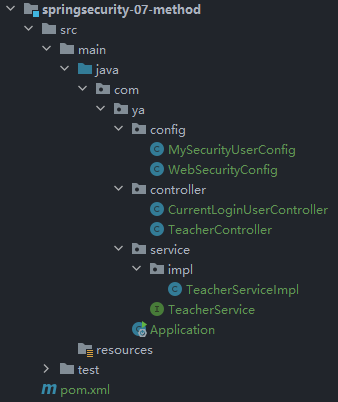 springsecurity-07-method
src
main
java
com
ya
config
MySecurityUserConfig
WebSecurityConfig
controller
CurrentLoginUserController
TeacherController
service
impl
TeacherServiceImpl
TeacherService
Application
resources
test
pom.xml